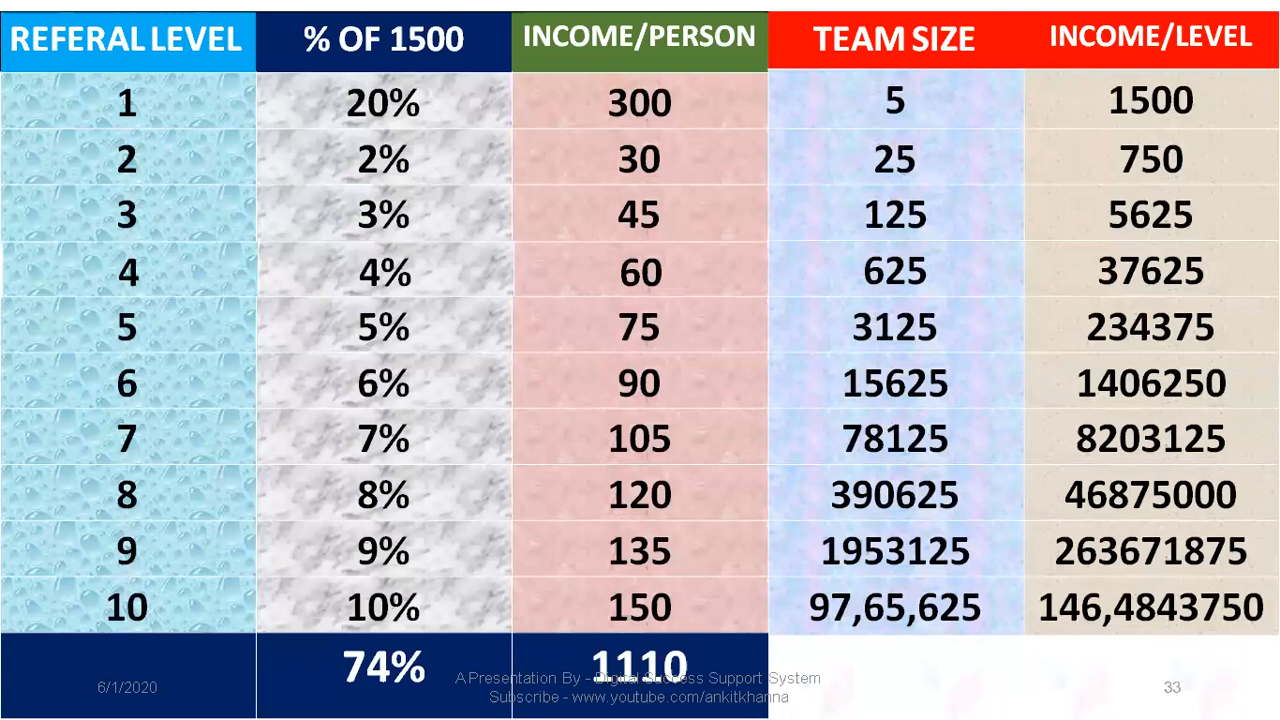 REFERAL LEVEL % OF 1500 INCOME/PERSON TEAM SIZE INCOME/LEVEL
1 20% 300 5 1500
2 2% 30 25 750
3 3% 45 125 5625
4 4% 60 625 37625
5 5% 75 3125 234375
6 6% 90 15625 1406250
7 7% 105 78125 8203125
8 8% 120 390625 46875000
9 9% 135 1953125 263671875
10 10% 150 97,65,625 146,4843750
74% 1110
6/1/2020 A Presentation By - Digital Success Support System 33
Subscribe - www.youtube.com/ankitkhanna